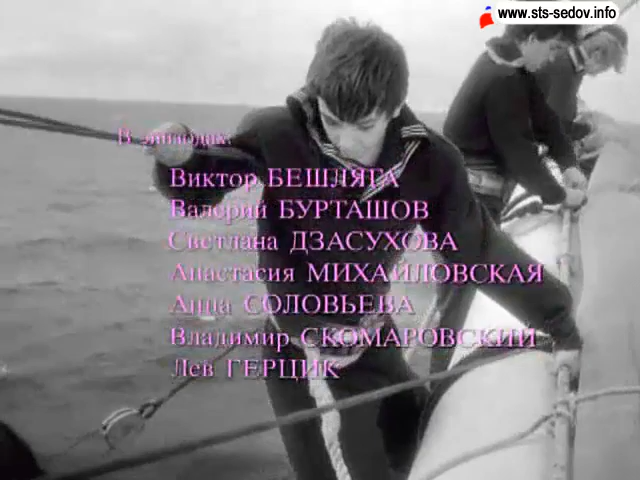 www.sts-sedov.info
В эпизодах:
Виктор БЕШЛЯГА
Валерий БУРТАШОВ
Светлана ДЗАСУХОВА
Анастасия МИХАЙЛОВСКАЯ
Анна СОЛОВЬЕВА
Владимир СКОМАРОВСКИЙ
Лев ГЕРЦИК